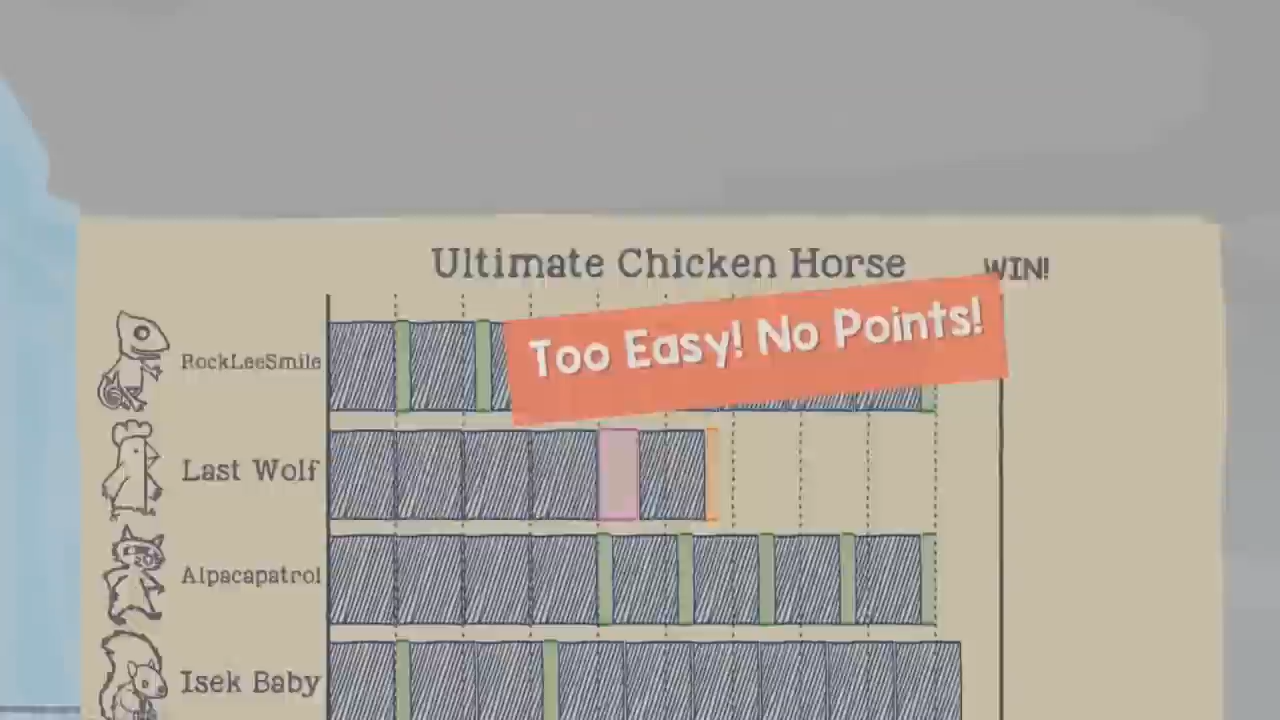 Ultimate Chicken Horse
WIN!
Too Easy! No Points!
RockLeeSmile
Last Wolf
Alpacapatrol
Isek Baby